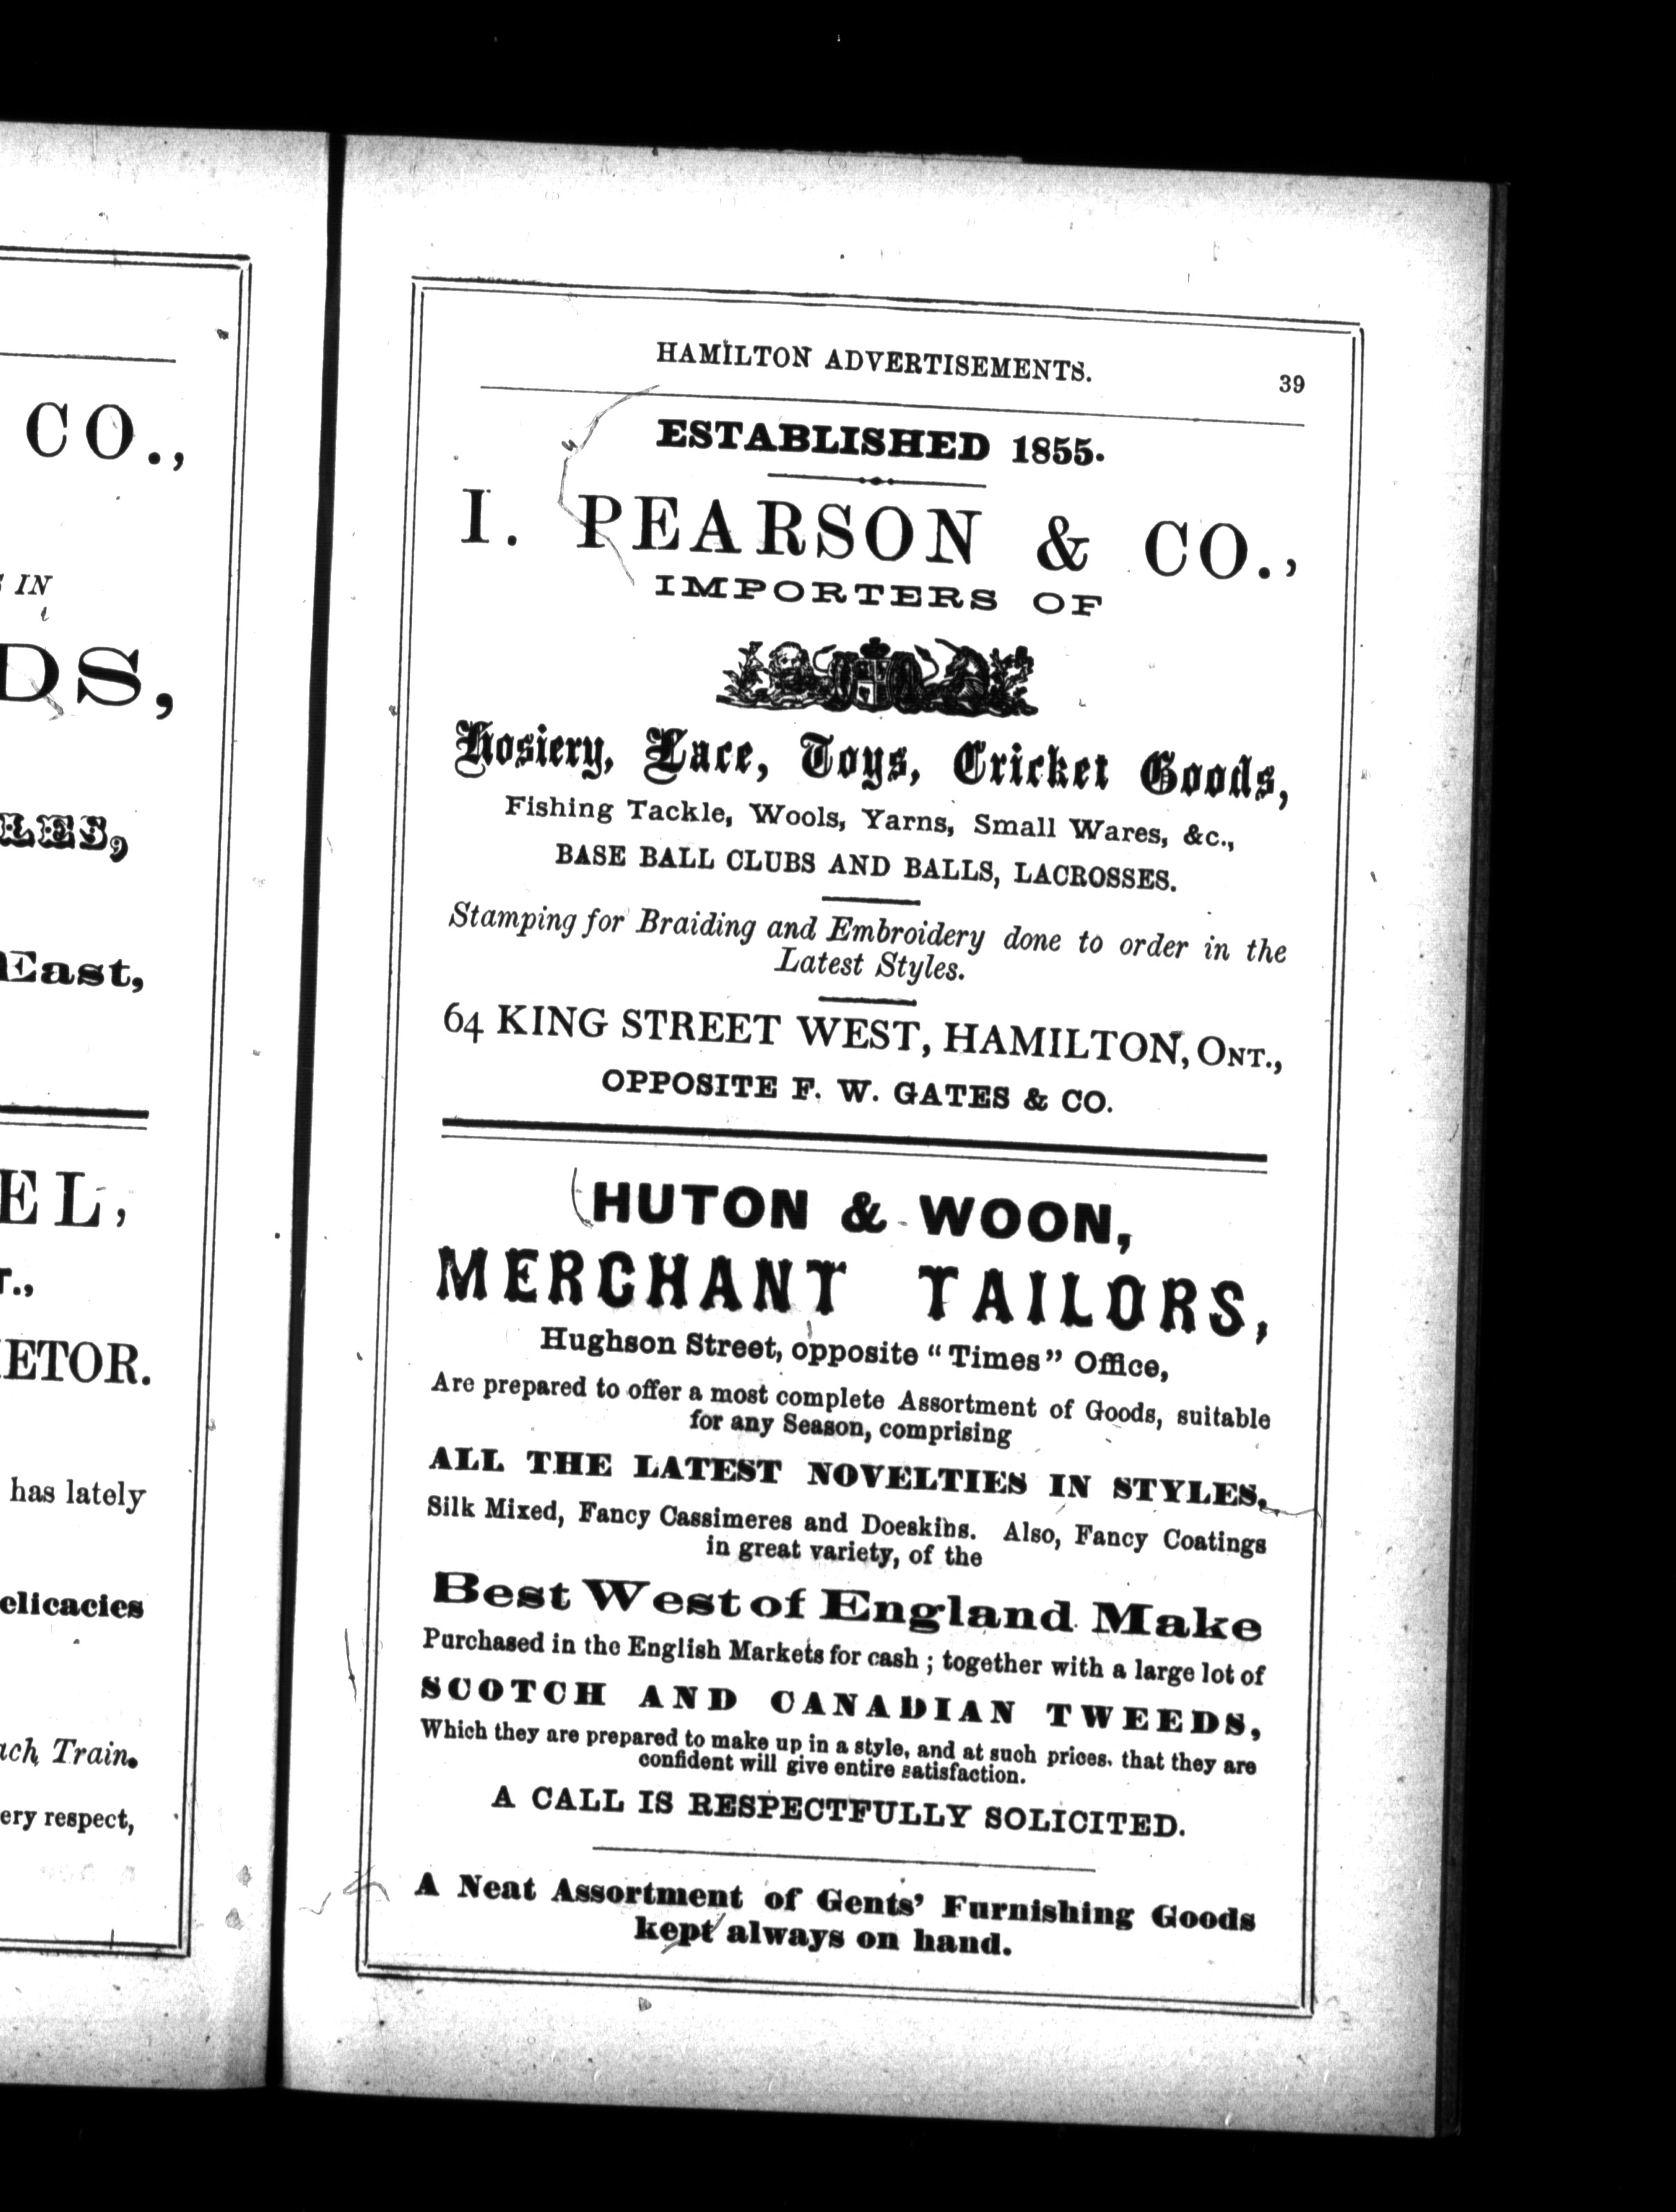 CO.,
IN
DS,
LES,
East,
EL,
T.,
ETOR.
has lately
elicacies
ach Train.
ery respect,
HAMILTON ADVERTISEMENTS. 39
ESTABLISHED 1855.
I. PEARSON & CO.,
IMPORTERS OF
Hosiery, Lace, Toys, Cricket Goods,
Fishing Tackle, Wools, Yarns, Small Wares, &c.,
BASE BALL CLUBS AND BALLS, LACROSSES.
Stamping for Braiding and Embroidery done to order in the
Latest Styles.
64 KING STREET WEST, HAMILTON, ONT.,
OPPOSITE F. W. GATES & CO.
HUTON & WOON,
MERCHANT TAILORS,
Hughson Street, opposite "Times" Office,
Are prepared to offer a most complete Assortment of Goods, suitable
for any Season, comprising
ALL THE LATEST NOVELTIES IN STYLES.
Silk Mixed, Fancy Cassimeres and Doeskins. Also, Fancy Coatings
in great variety, of the
Best West of England Make
Purchased in the English Markets for cash; together with a large lot of
SCOTCH AND CANADIAN TWEEDS,
Which they are prepared to make up in a style, and at such prices, that they are
confident will give entire satisfaction.
A CALL IS RESPECTFULLY SOLICITED.
A Neat Assortment of Gents' Furnishing Goods
kept always on hand.